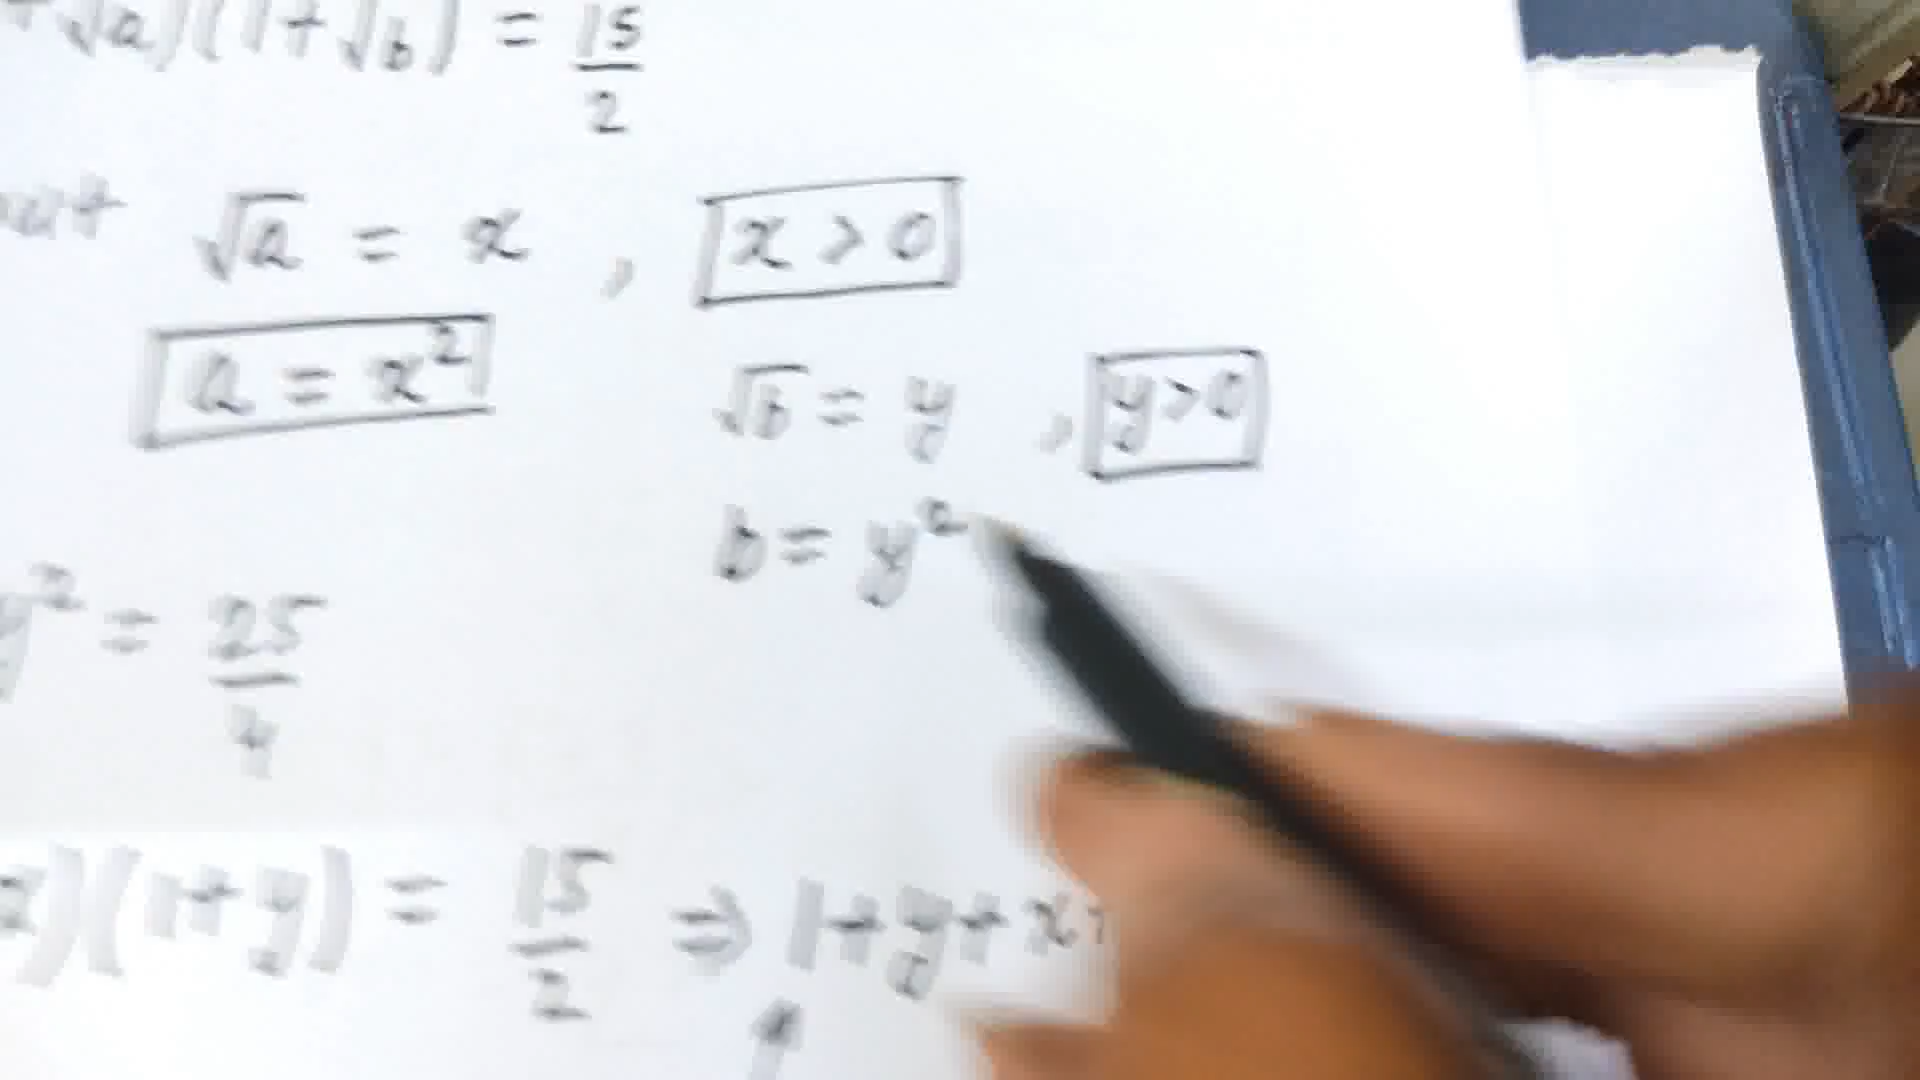 √a)(1+√b) = 15/2
√a = x , x > 0
a = x²
√b = y , y>0
b = y²
y² = 25/4
x)(1+y) = 15/2 ⇒ 1+y+x